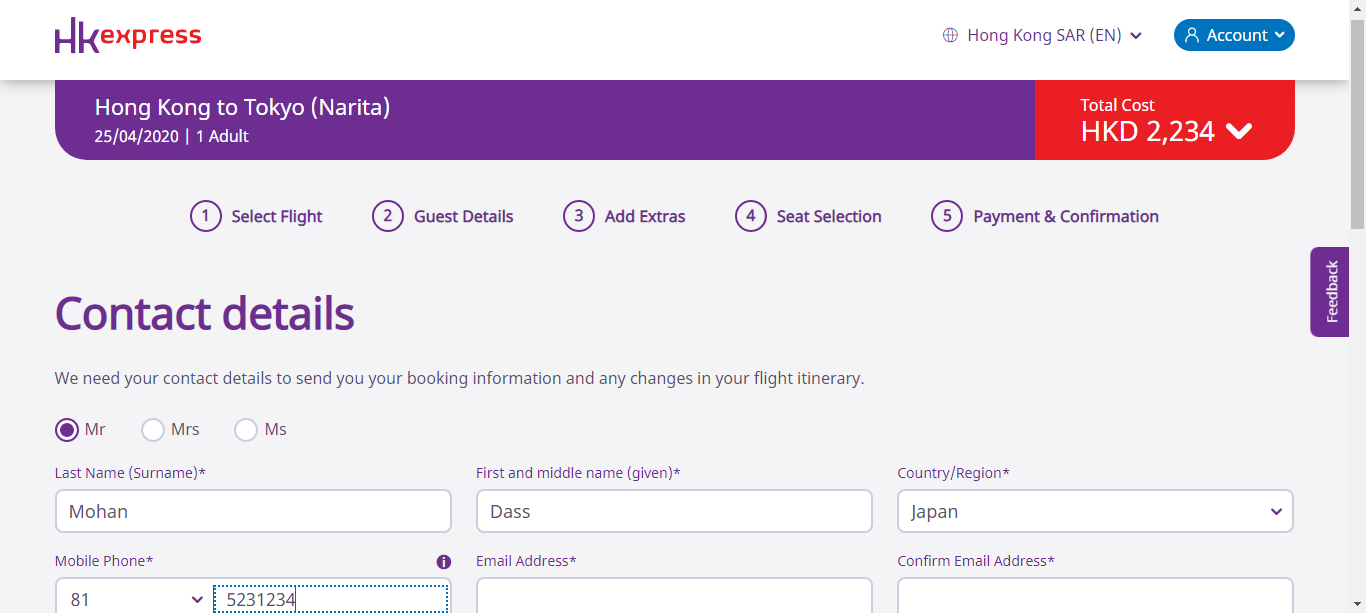 HKexpress
Hong Kong SAR (EN)
Account
Hong Kong to Tokyo (Narita)
25/04/2020 | 1 Adult
Total Cost
HKD 2,234
1 Select Flight
2 Guest Details
3 Add Extras
4 Seat Selection
5 Payment & Confirmation
Feedback
Contact details
We need your contact details to send you your booking information and any changes in your flight itinerary.
Mr
Mrs
Ms
Last Name (Surname)*
First and middle name (given)*
Country/Region*
Mohan
Dass
Japan
Mobile Phone*
i
Email Address*
Confirm Email Address*
81
5231234